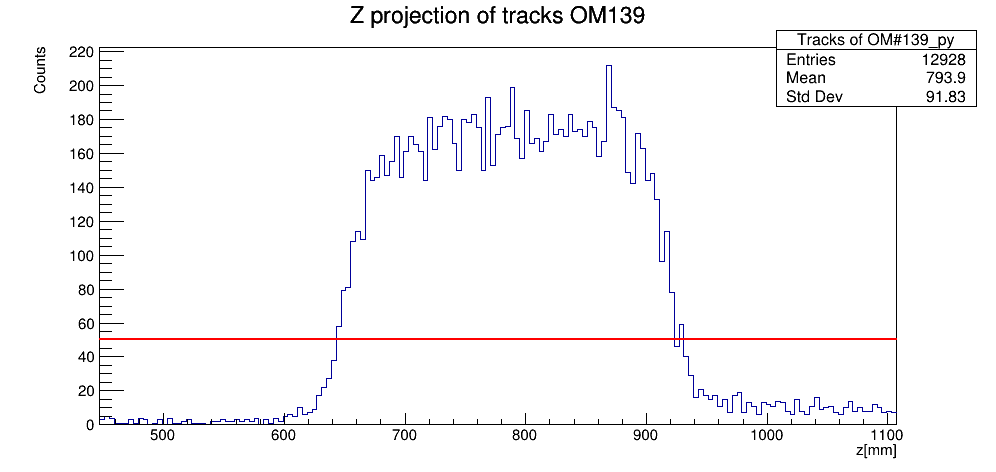 Z projection of tracks OM139
Tracks of OM#139_py
Entries 12928
Mean 793.9
Std Dev 91.83
Counts
220
200
180
160
140
120
100
80
60
40
20
0
500 600 700 800 900 1000 1100
z[mm]